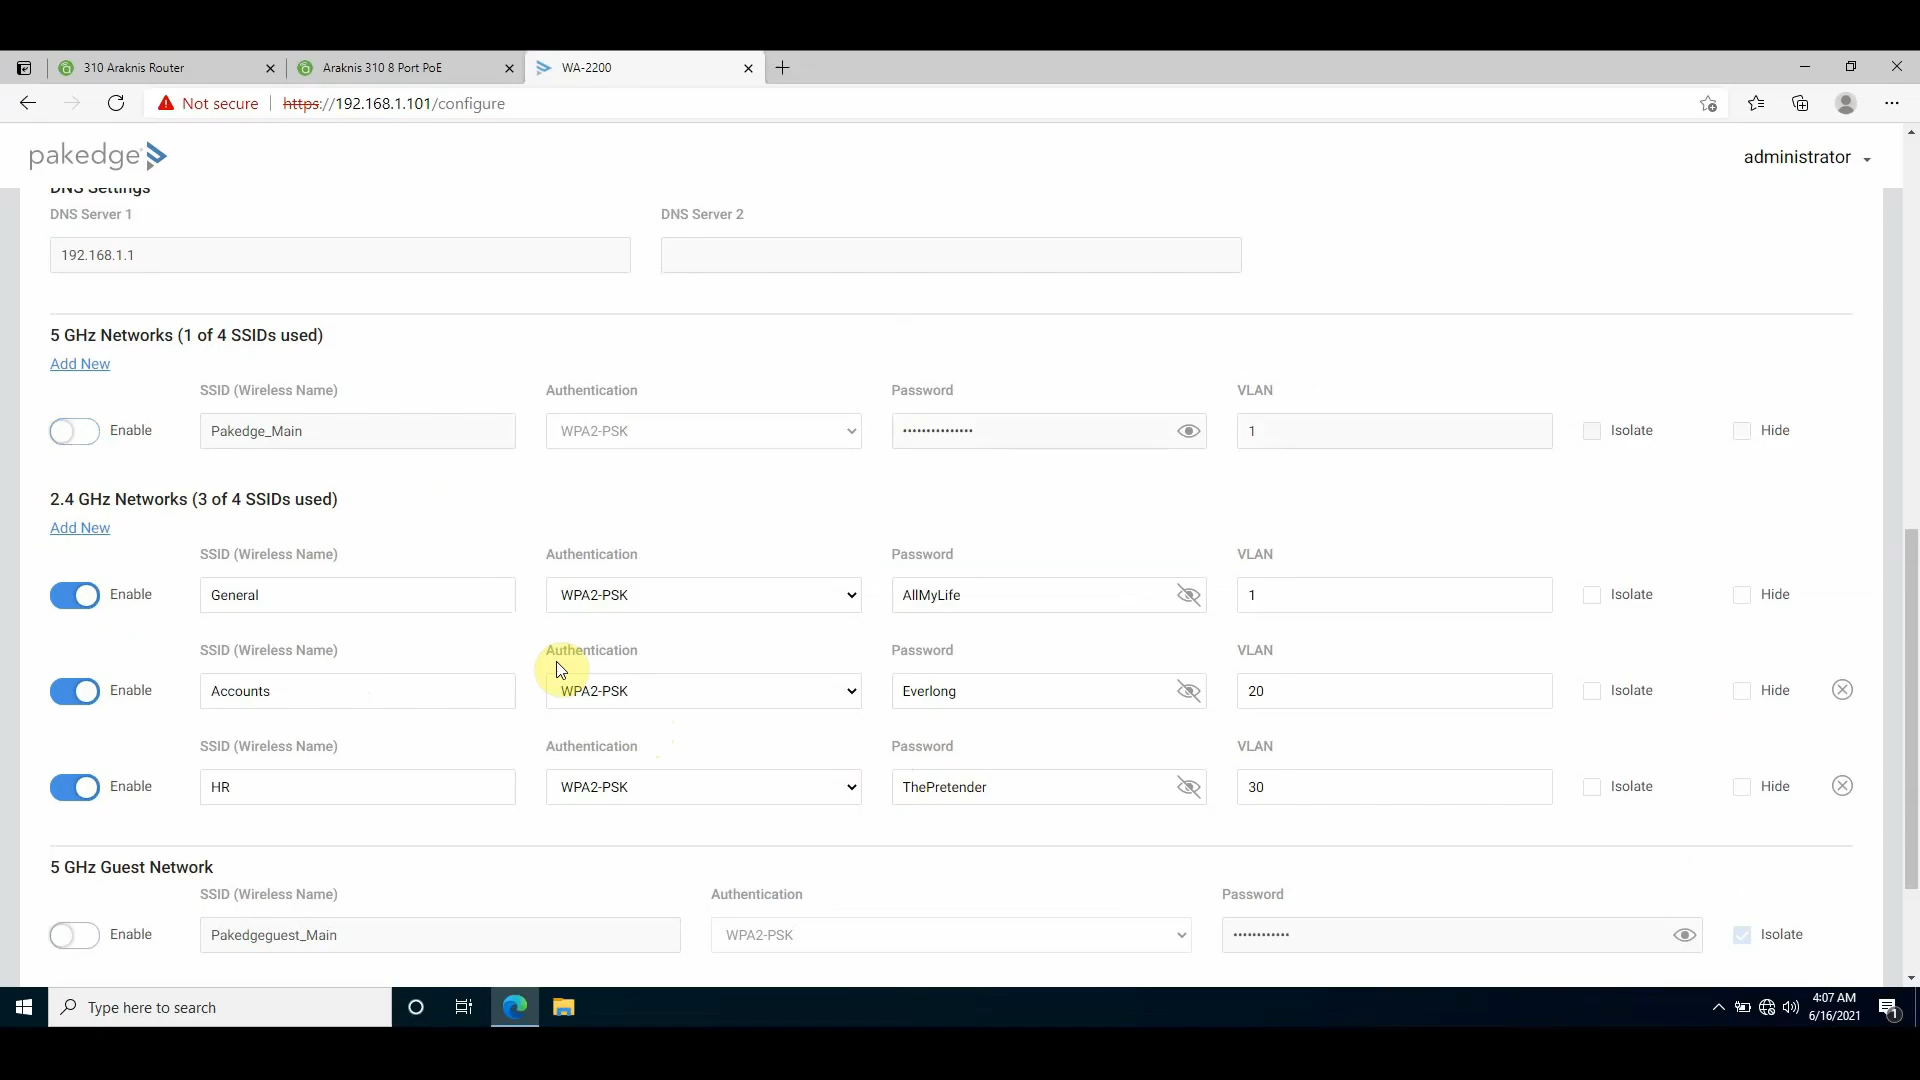 310 Araknis Router
Araknis 310 8 Port PoE
WA-2200
Not secure
https://192.168.1.101/configure
pakedge
administrator
DNS Settings
DNS Server 1
DNS Server 2
192.168.1.1
5 GHz Networks (1 of 4 SSIDs used)
Add New
SSID (Wireless Name)
Authentication
Password
VLAN
Enable
Pakedge_Main
WPA2-PSK
•••••••••••••••
1
Isolate
Hide
2.4 GHz Networks (3 of 4 SSIDs used)
Add New
SSID (Wireless Name)
Authentication
Password
VLAN
Enable
General
WPA2-PSK
AllMyLife
1
Isolate
Hide
SSID (Wireless Name)
Authentication
Password
VLAN
Enable
Accounts
WPA2-PSK
Everlong
20
Isolate
Hide
SSID (Wireless Name)
Authentication
Password
VLAN
Enable
HR
WPA2-PSK
ThePretender
30
Isolate
Hide
5 GHz Guest Network
SSID (Wireless Name)
Authentication
Password
Enable
Pakedgeguest_Main
WPA2-PSK
••••••••••••
Isolate
Type here to search
4:07 AM
6/16/2021
1